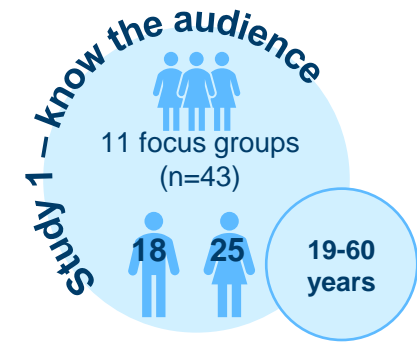 Study 1 – know the audience
11 focus groups
(n=43)
18
25
19-60
years